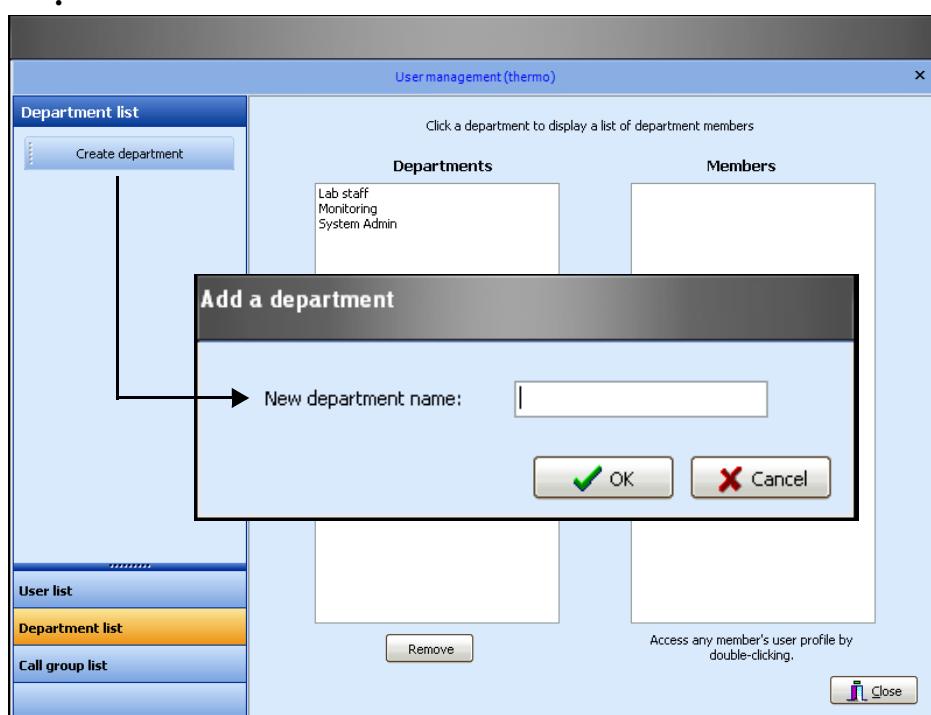 User management (thermo)
Department list
Create department
Click a department to display a list of department members
Departments
Members
Lab staff
Monitoring
System Admin
Add a department
New department name:
OK
Cancel
User list
Department list
Call group list
Remove
Access any member's user profile by
double-clicking.
Close